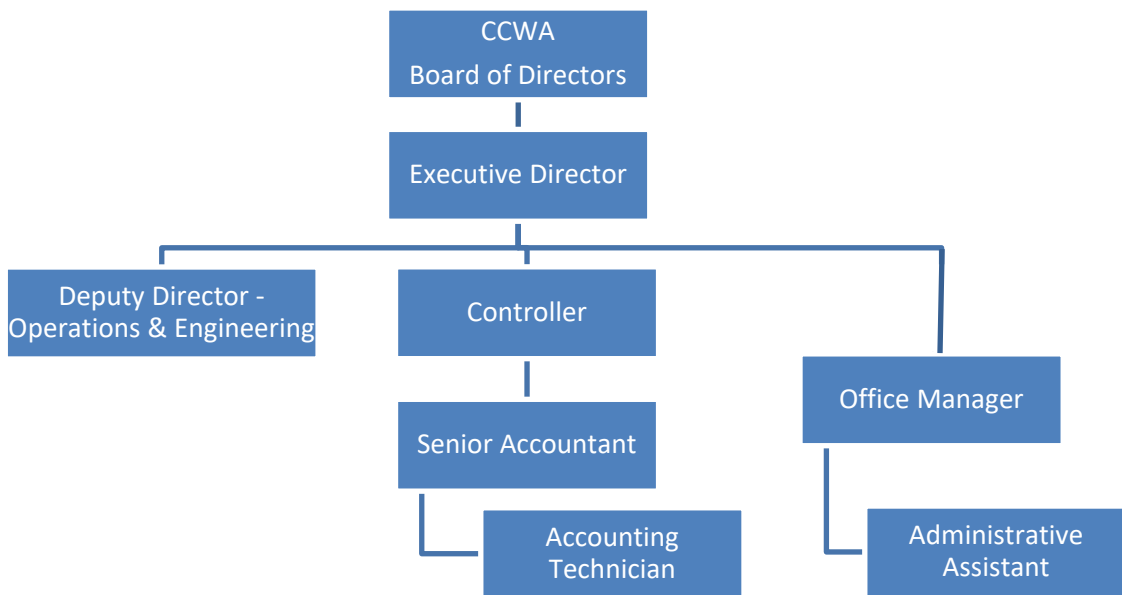 CCWA
Board of Directors
Executive Director
Deputy Director -
Operations & Engineering
Controller
Office Manager
Senior Accountant
Accounting
Technician
Administrative
Assistant